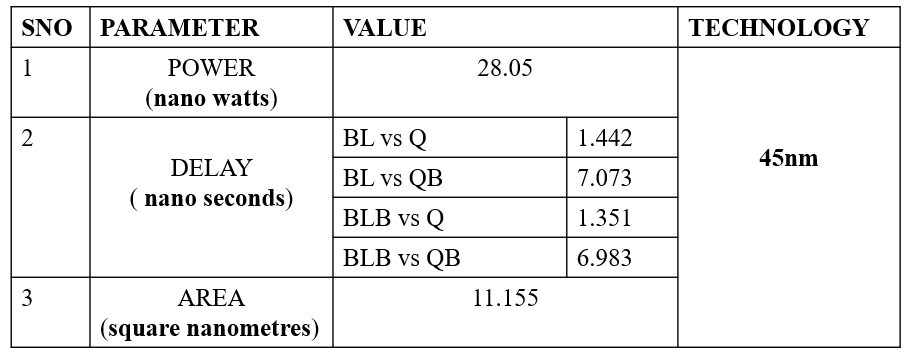 SNO PARAMETER VALUE TECHNOLOGY
1 POWER 28.05
(nano watts)
2 DELAY
( nano seconds)
BL vs Q 1.442
BL vs QB 7.073
BLB vs Q 1.351
BLB vs QB 6.983
45nm
3 AREA 11.155
(square nanometres)